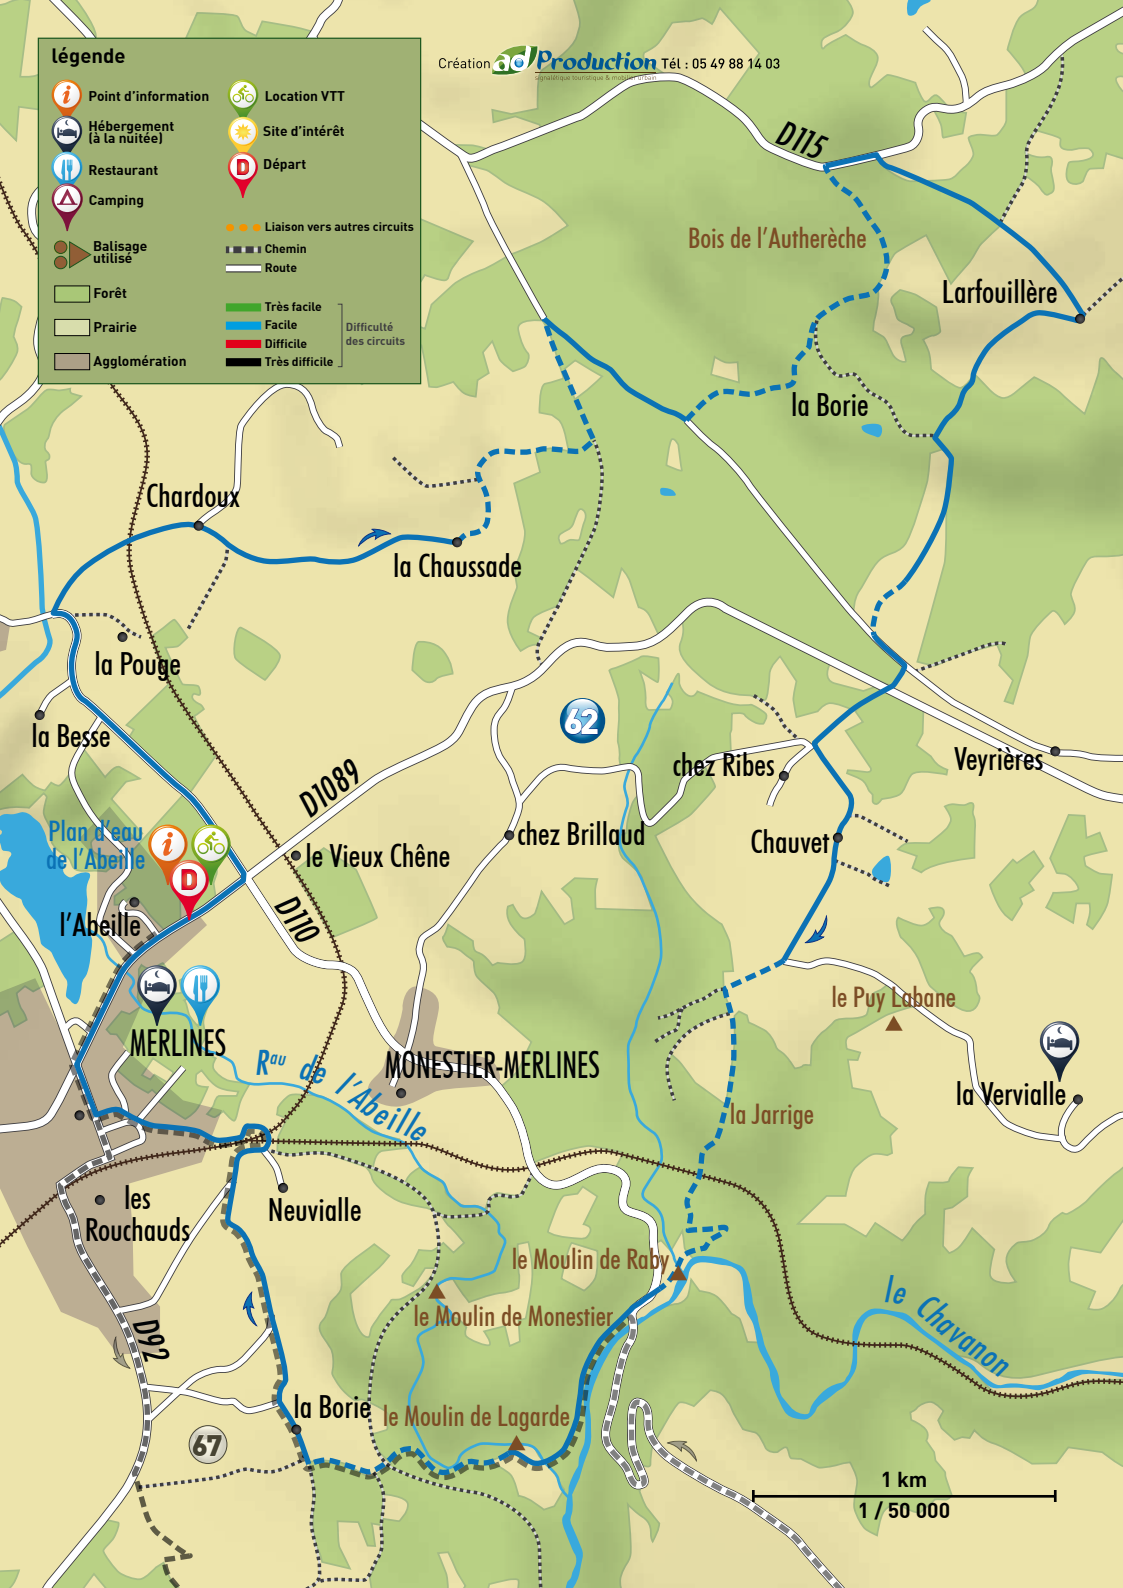 légende
Point d'information
Hébergement
(à la nuitée)
Restaurant
Camping
Balisage
utilisé
Forêt
Prairie
Agglomération
Location VTT
Site d'intérêt
D
Départ
Liaison vers autres circuits
Chemin
Route
Très facile
Facile
Difficile
Très difficile
Difficulté
des circuits
Création ad Production Tél : 05 49 88 14 03
signalétique touristique & mobilier urbain
D115
Bois de l'Autherèche
Larfouillère
la Borie
Chardoux
la Chaussade
la Pouge
la Besse
62
chez Ribes
Veyrières
D1089
Plan d'eau
de l'Abeille
i
D
le Vieux Chêne
chez Brillaud
Chauvet
l'Abeille
D110
le Puy Labane
MERLINES
Rau de l'Abeille
MONESTIER-MERLINES
la Vervialle
la Jarrige
les
Rouchauds
Neuvialle
le Moulin de Raby
le Moulin de Monestier
le Chavanon
D92
la Borie
le Moulin de Lagarde
67
1 km
1 / 50 000